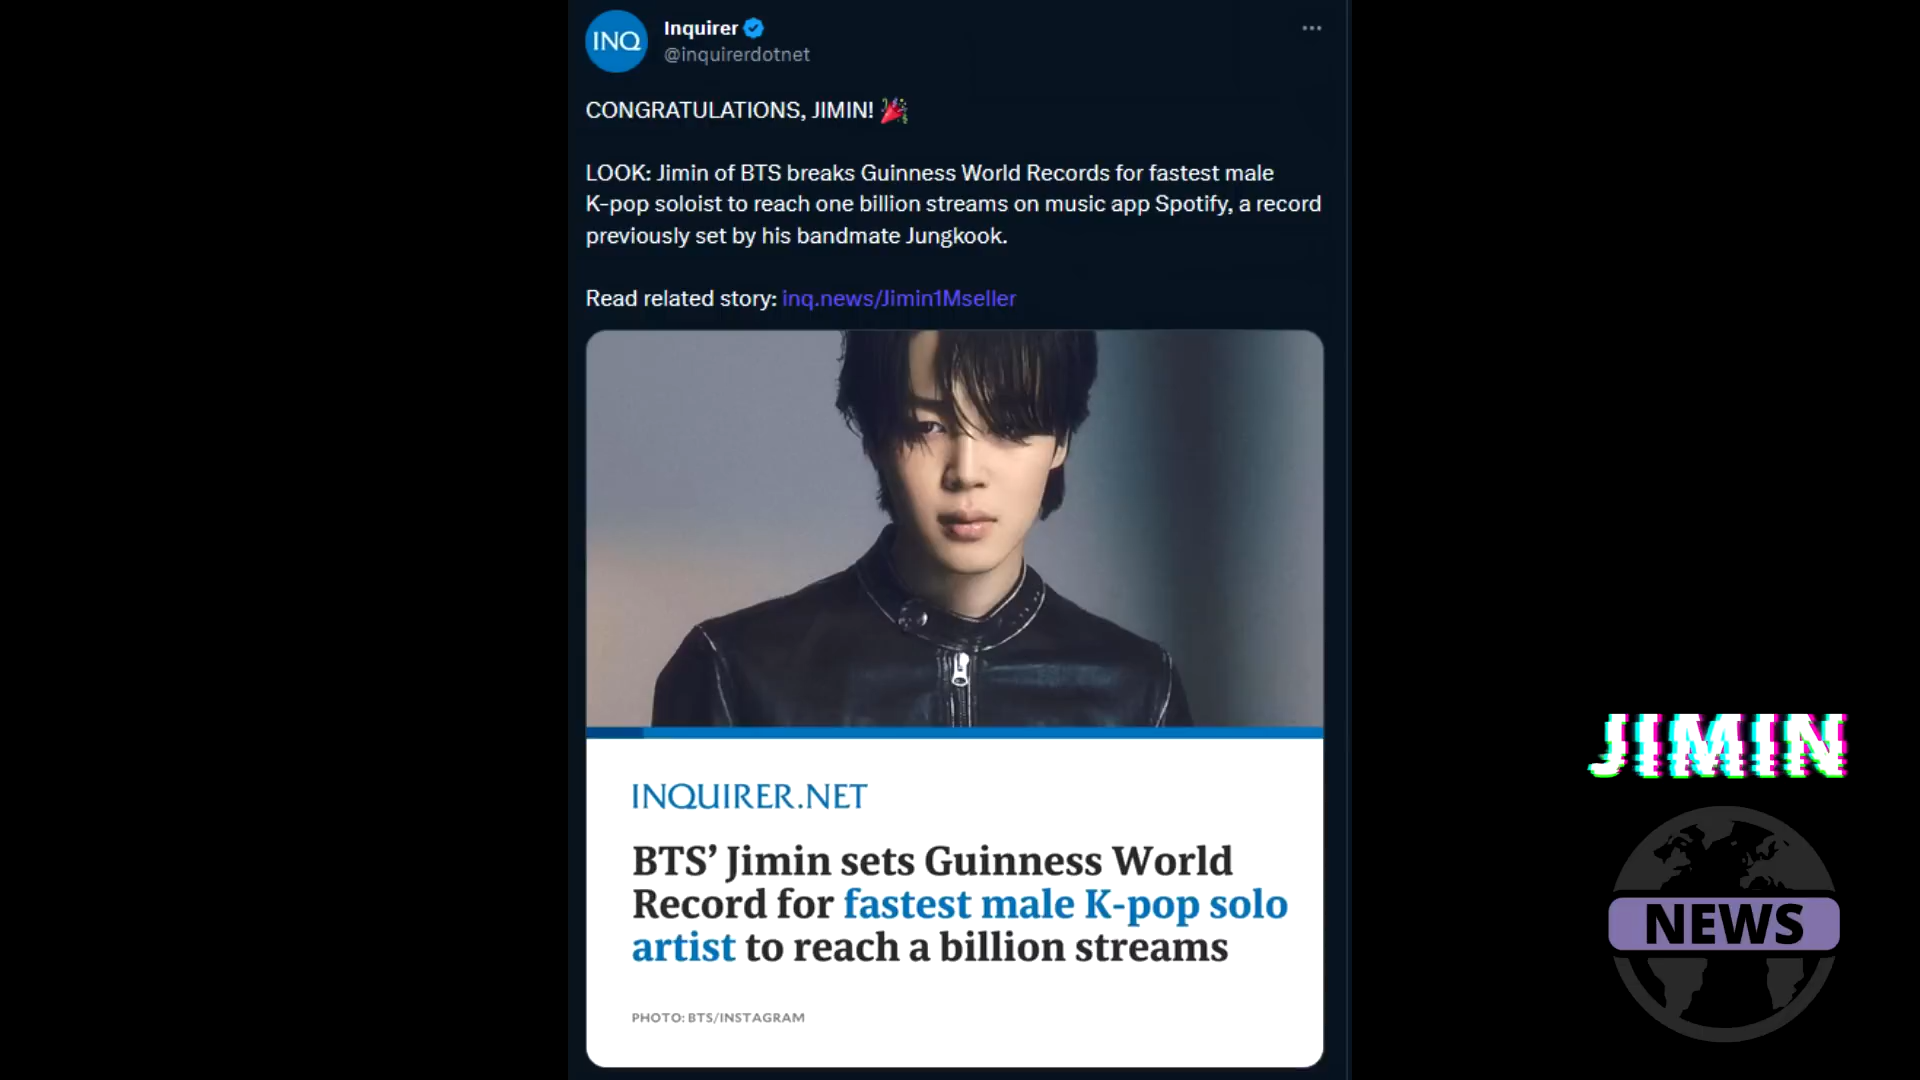 INQ
Inquirer
@inquirerdotnet
CONGRATULATIONS, JIMIN! 🎉
LOOK: Jimin of BTS breaks Guinness World Records for fastest male
K-pop soloist to reach one billion streams on music app Spotify, a record
previously set by his bandmate Jungkook.
Read related story: inq.news/Jimin1Mseller
INQUIRER.NET
BTS’ Jimin sets Guinness World
Record for fastest male K-pop solo
artist to reach a billion streams
PHOTO: BTS/INSTAGRAM
JIMIN
NEWS